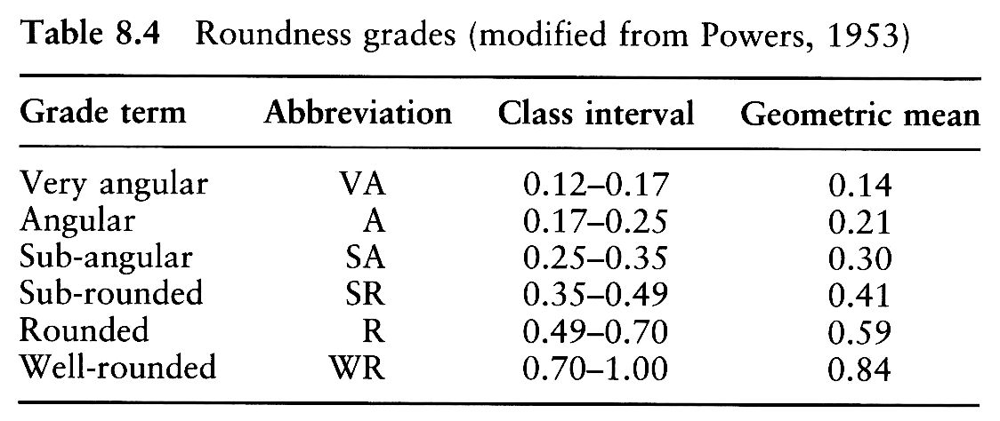 Table 8.4 Roundness grades (modified from Powers, 1953)
Grade term Abbreviation Class interval Geometric mean
Very angular VA 0.12–0.17 0.14
Angular A 0.17–0.25 0.21
Sub-angular SA 0.25–0.35 0.30
Sub-rounded SR 0.35–0.49 0.41
Rounded R 0.49–0.70 0.59
Well-rounded WR 0.70–1.00 0.84